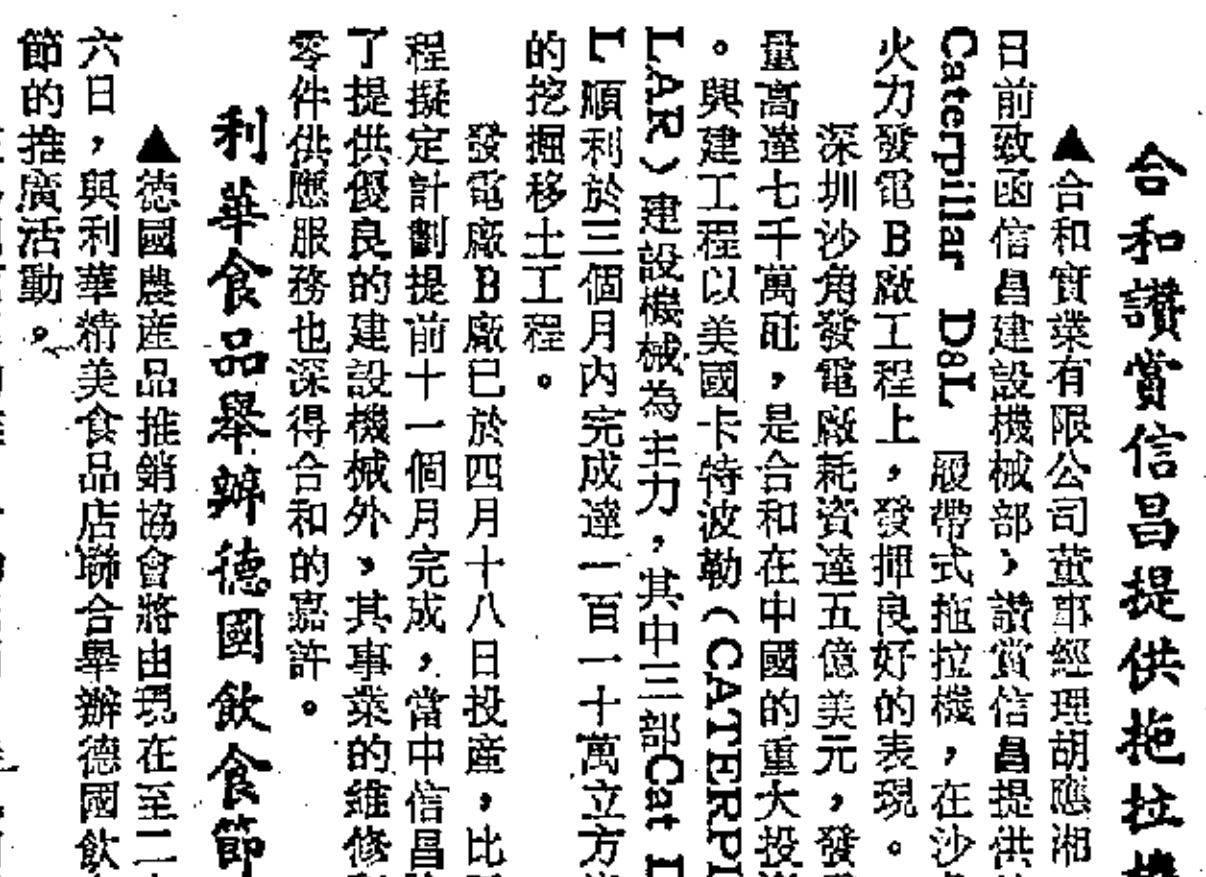 合和讚賞信昌提供拖拉機
▲合和實業有限公司董事經理胡應湘
日前致函信昌建設機械部，讚賞信昌提供
Caterpillar D8L 履帶式拖拉機，在沙
火力發電B廠工程上，發揮良好的表現。
深圳沙角發電廠耗資達五億美元，發
量高達七千萬瓩，是合和在中國的重大投
。與建工程以美國卡特波勒（CATERPI
LAR）建設機械為主力，其中三部Cat
L順利於三個月內完成達一百一十萬立方
的挖掘移土工程。
發電廠B廠已於四月十八日投產，比
程擬定計劃提前十一個月完成，當中信昌
了提供優良的建設機械外，其事業的維修
零件供應服務也深得合和的嘉許。
利華食品舉辦德國飲食節
▲德國農產品推銷協會將由現在至二
六日，與利華精美食品店聯合舉辦德國飲
節的推廣活動。